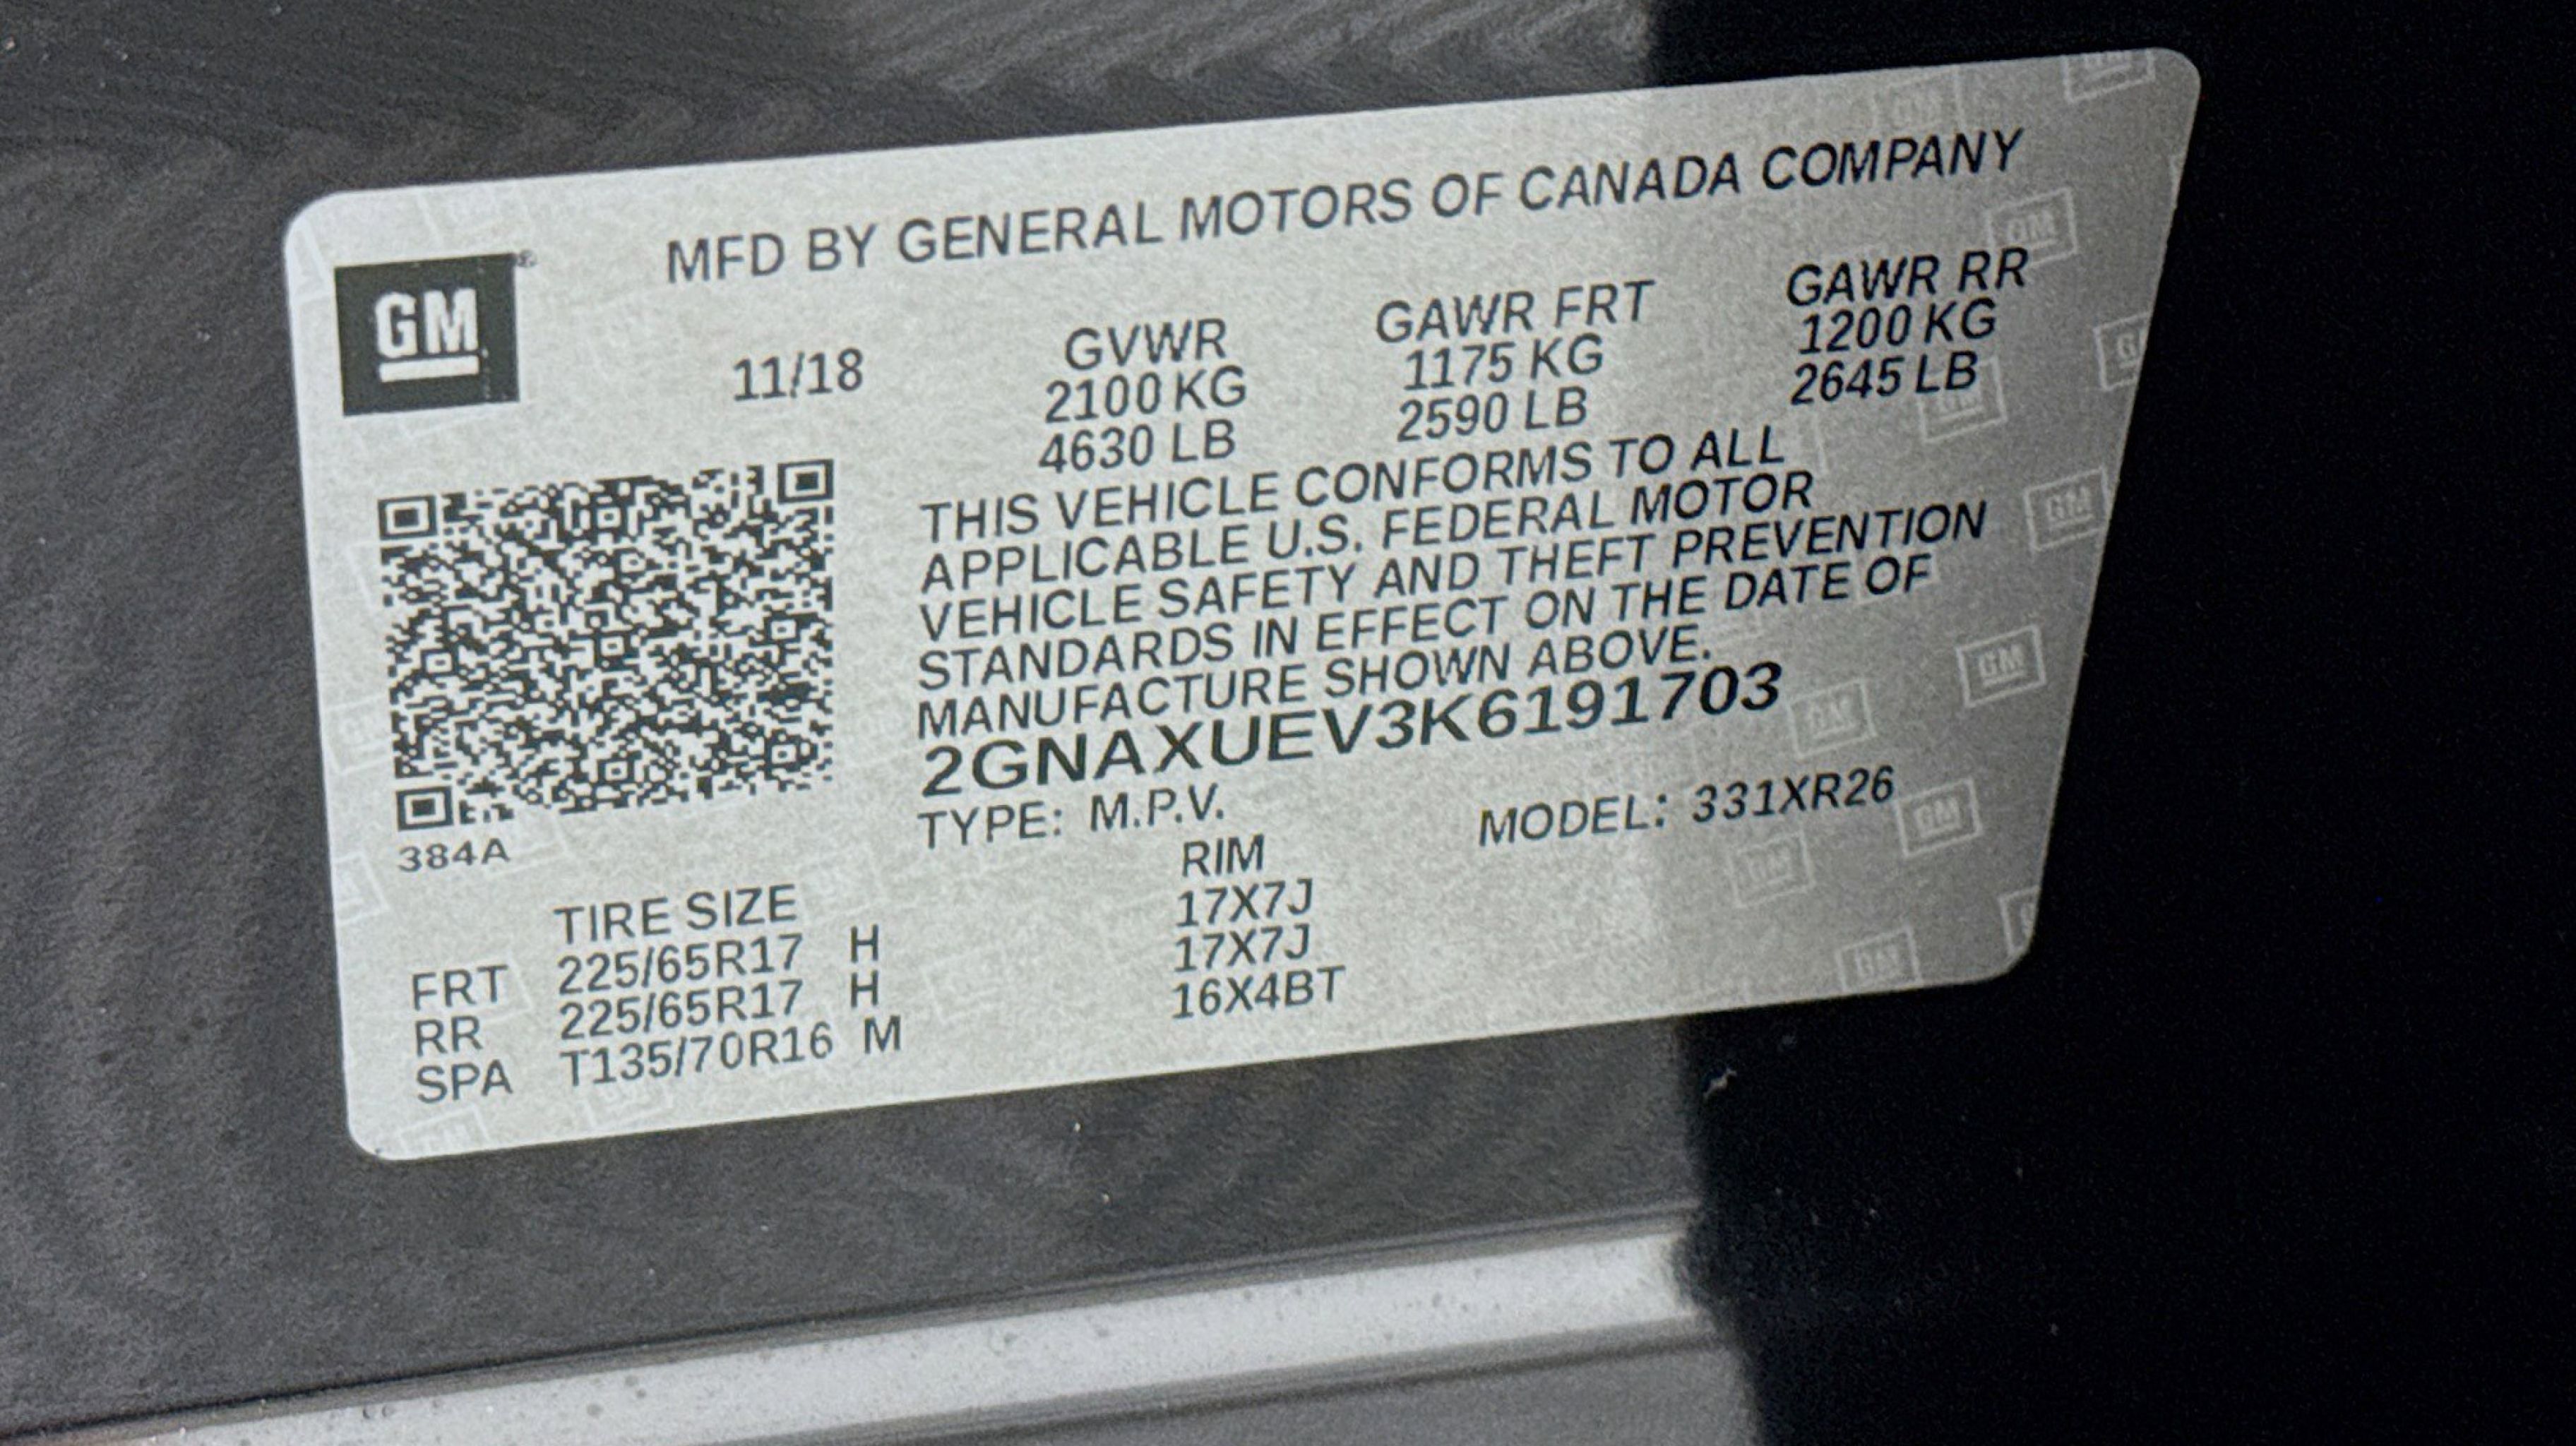 MFD BY GENERAL MOTORS OF CANADA COMPANY
GM®
11/18
GVWR GAWR FRT GAWR RR
2100 KG 1175 KG 1200 KG
4630 LB 2590 LB 2645 LB
THIS VEHICLE CONFORMS TO ALL
APPLICABLE U.S. FEDERAL MOTOR
VEHICLE SAFETY AND THEFT PREVENTION
STANDARDS IN EFFECT ON THE DATE OF
MANUFACTURE SHOWN ABOVE.
2GNAXUEV3K6191703
TYPE: M.P.V. MODEL: 331XR26
384A
TIRE SIZE RIM
FRT 225/65R17 H 17X7J
RR 225/65R17 H 17X7J
SPA T135/70R16 M 16X4BT